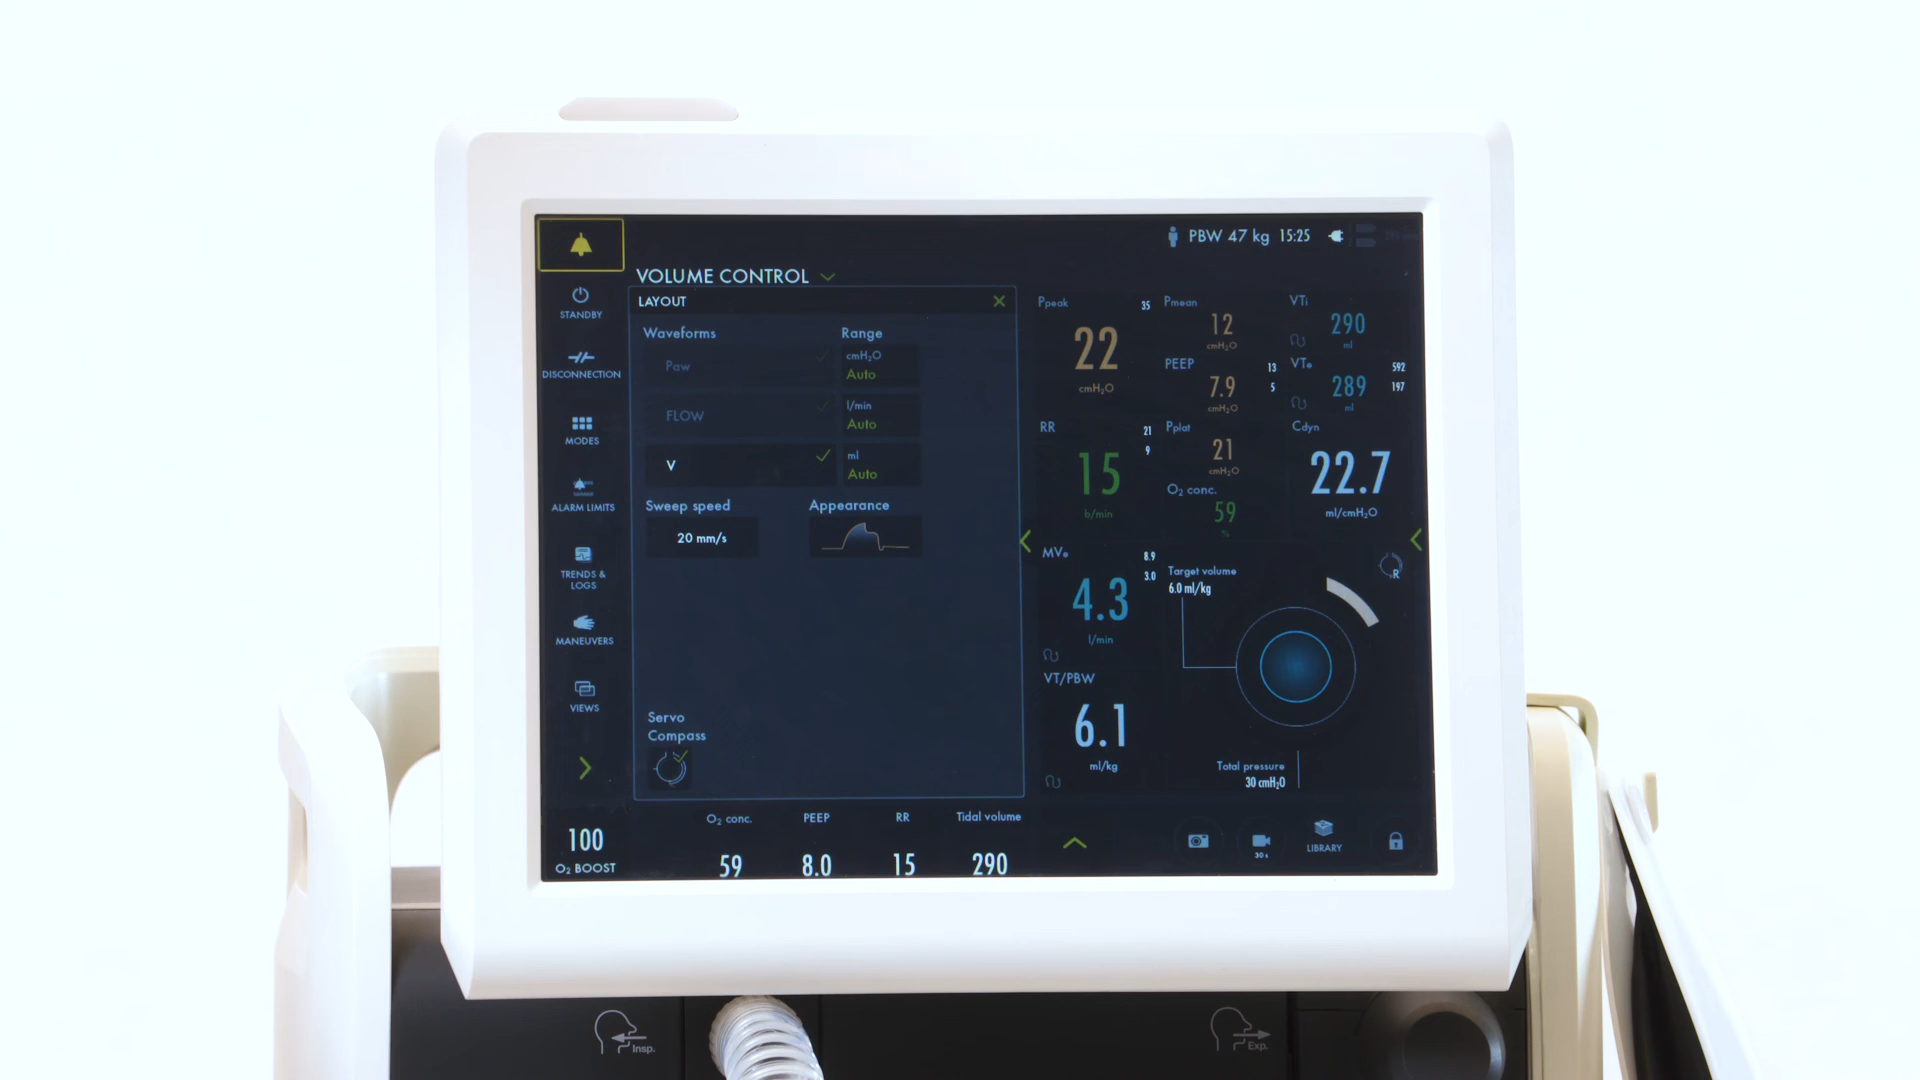 PBW 47 kg 15:25
VOLUME CONTROL
STANDBY
DISCONNECTION
MODES
ALARM LIMITS
TRENDS &
LOGS
MANEUVERS
VIEWS
100
O₂ BOOST
LAYOUT
Waveforms Range
Paw
cmH₂O
Auto
FLOW
l/min
Auto
V
ml
Auto
Sweep speed Appearance
20 mm/s
Servo
Compass
Ppeak 35
22
cmH₂O
Pmean
12
cmH₂O
VTi
290
ml
PEEP 13
5
7.9
cmH₂O
VTe 592
197
289
ml
RR 21
9
15
b/min
Pplat
21
cmH₂O
Cdyn
22.7
ml/cmH₂O
O₂ conc.
59
%
MVe 8.9
3.0
4.3
l/min
Target volume
6.0 ml/kg
R
VT/PBW
6.1
ml/kg
Total pressure
30 cmH₂O
O₂ conc. PEEP RR Tidal volume
59 8.0 15 290
30 s
LIBRARY
Insp.
Exp.